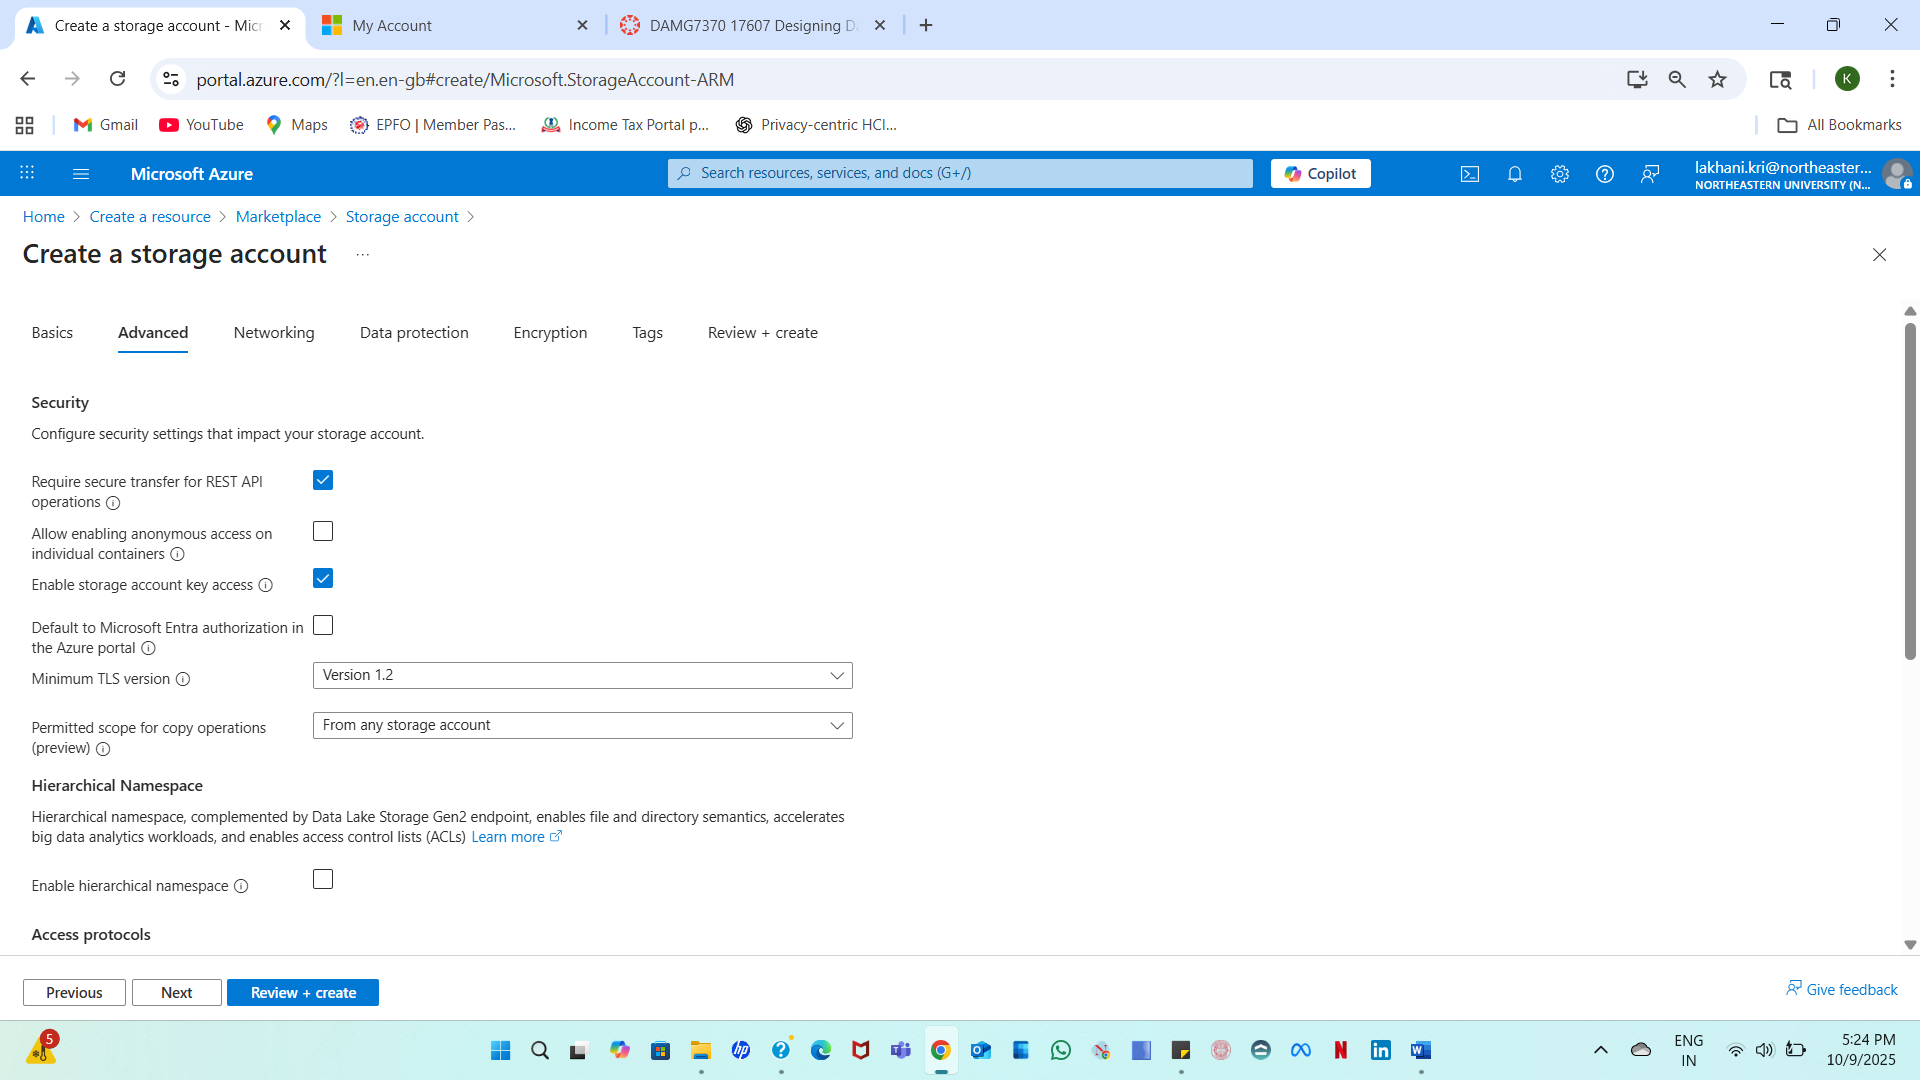 Create a storage account - Micr
My Account
DAMG7370 17607 Designing D
portal.azure.com/?l=en.en-gb#create/Microsoft.StorageAccount-ARM
K
Gmail
YouTube
Maps
EPFO | Member Pas...
Income Tax Portal p...
Privacy-centric HCI...
All Bookmarks
Microsoft Azure
Search resources, services, and docs (G+/)
Copilot
lakhani.kri@northeaster...
NORTHEASTERN UNIVERSITY (N...
Home > Create a resource > Marketplace > Storage account >
Create a storage account ...
Basics
Advanced
Networking
Data protection
Encryption
Tags
Review + create
Security
Configure security settings that impact your storage account.
Require secure transfer for REST API
operations
Allow enabling anonymous access on
individual containers
Enable storage account key access
Default to Microsoft Entra authorization in
the Azure portal
Minimum TLS version
Version 1.2
Permitted scope for copy operations
(preview)
From any storage account
Hierarchical Namespace
Hierarchical namespace, complemented by Data Lake Storage Gen2 endpoint, enables file and directory semantics, accelerates
big data analytics workloads, and enables access control lists (ACLs) Learn more
Enable hierarchical namespace
Access protocols
Previous
Next
Review + create
Give feedback
5
ENG
IN
5:24 PM
10/9/2025